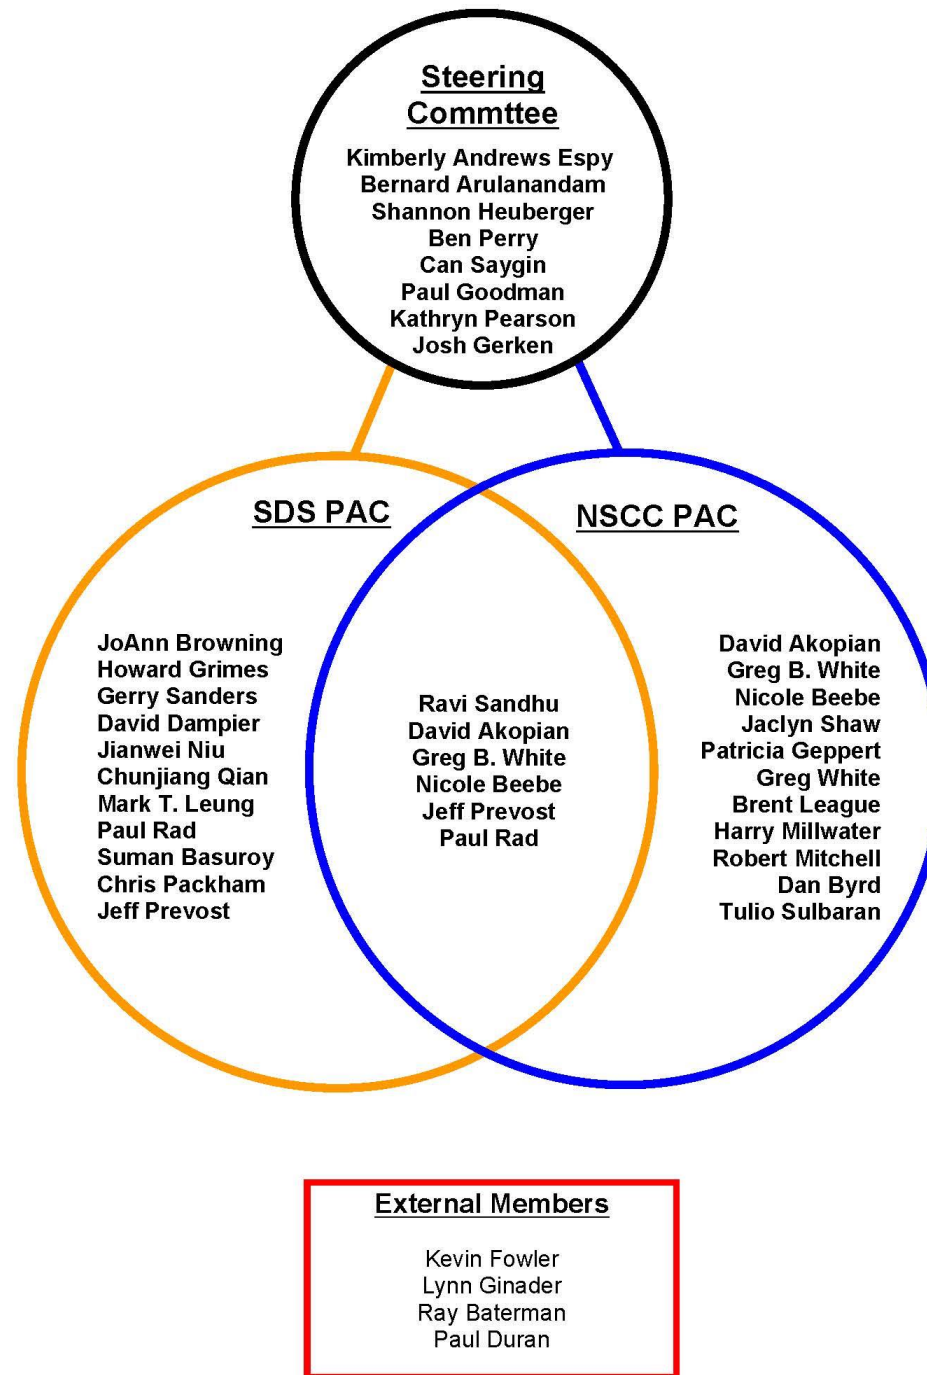 Steering
Commttee
Kimberly Andrews Espy
Bernard Arulanandam
Shannon Heuberger
Ben Perry
Can Saygin
Paul Goodman
Kathryn Pearson
Josh Gerken
SDS PAC
JoAnn Browning
Howard Grimes
Gerry Sanders
David Dampier
Jianwei Niu
Chunjiang Qian
Mark T. Leung
Paul Rad
Suman Basuroy
Chris Packham
Jeff Prevost
Ravi Sandhu
David Akopian
Greg B. White
Nicole Beebe
Jeff Prevost
Paul Rad
NSCC PAC
David Akopian
Greg B. White
Nicole Beebe
Jaclyn Shaw
Patricia Geppert
Greg White
Brent League
Harry Millwater
Robert Mitchell
Dan Byrd
Tulio Sulbaran
External Members
Kevin Fowler
Lynn Ginader
Ray Baterman
Paul Duran